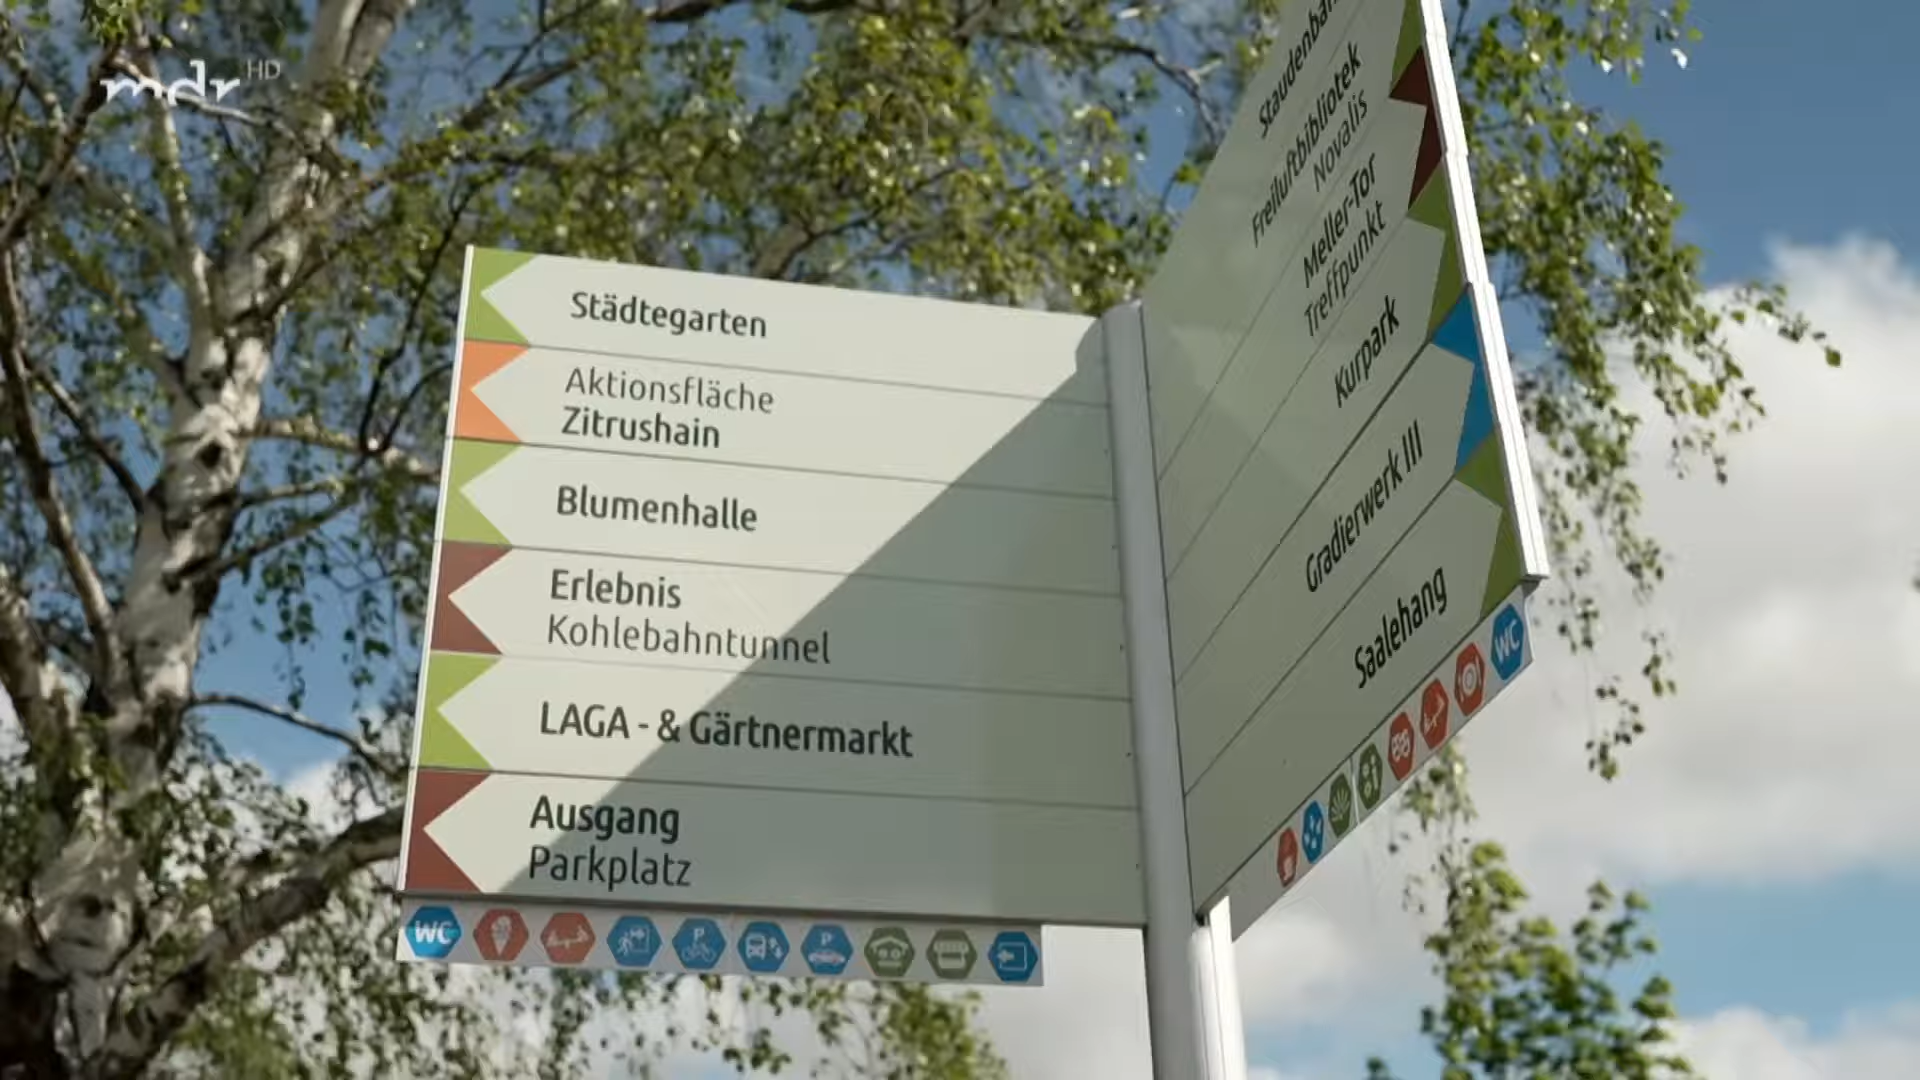 mdr HD
Städtegarten
Aktionsfläche
Zitrushain
Blumenhalle
Erlebnis
Kohlebahntunnel
LAGA - & Gärtnermarkt
Ausgang
Parkplatz
WC
P
P
Freiluftbibliotek
Novalis
Meller-Tor
Treffpunkt
Kurpark
Gradierwerk III
Saalehang
WC